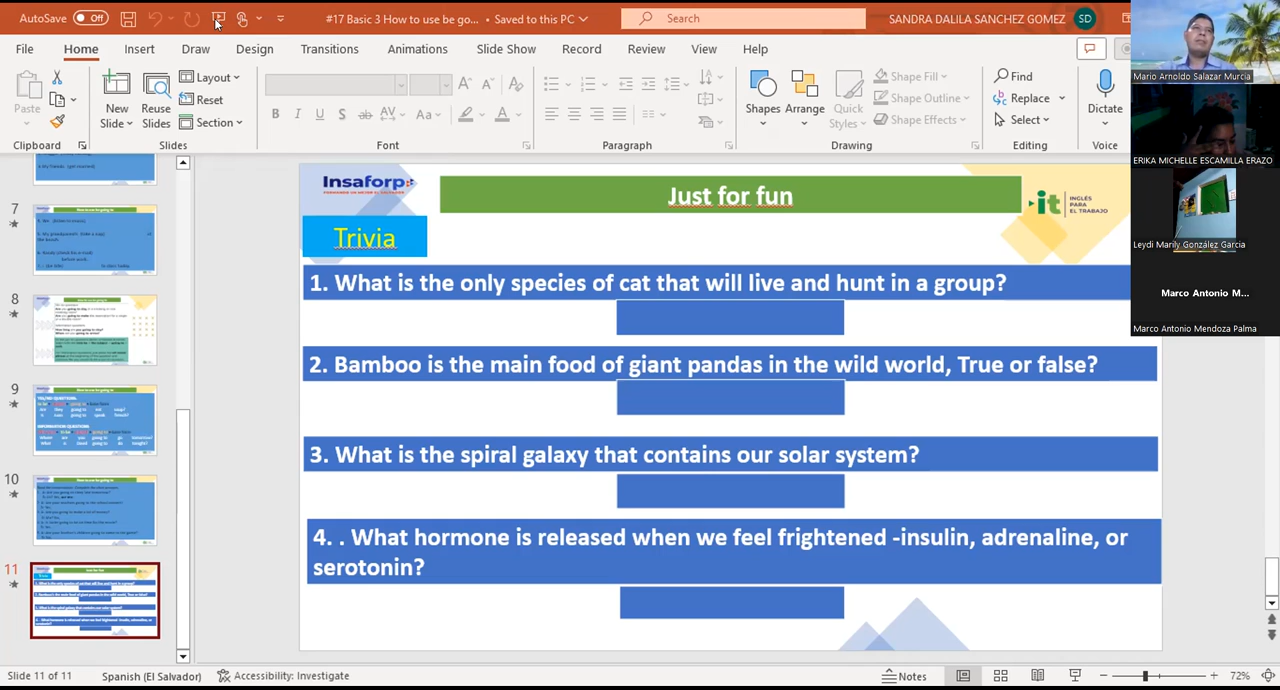 AutoSave Off #17 Basic 3 How to use be go... • Saved to this PC Search SANDRA DALILA SANCHEZ GOMEZ SD
File Home Insert Draw Design Transitions Animations Slide Show Record Review View Help
Paste
Clipboard
New Slide
Reuse Slides
Layout
Reset
Section
Slides
Font
Paragraph
Shapes
Arrange
Quick Styles
Shape Fill
Shape Outline
Shape Effects
Drawing
Find
Replace
Select
Editing
Dictate
Voice
Mario Arnoldo Salazar Murcia
ERIKA MICHELLE ESCAMILLA ERAZO
Leydi Marily González Garcia
Marco Antonio M...
Marco Antonio Mendoza Palma
7
8
9
10
11
Insaforp
Just for fun
it INGLÉS PARA EL TRABAJO
Trivia
1. What is the only species of cat that will live and hunt in a group?
2. Bamboo is the main food of giant pandas in the wild world, True or false?
3. What is the spiral galaxy that contains our solar system?
4. . What hormone is released when we feel frightened -insulin, adrenaline, or
serotonin?
Slide 11 of 11 Spanish (El Salvador) Accessibility: Investigate Notes 72%